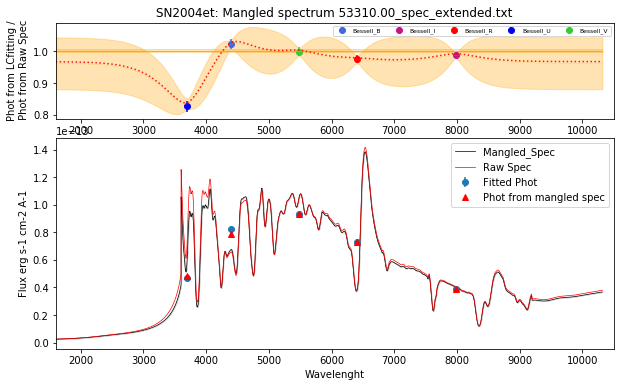 SN2004et: Mangled spectrum 53310.00_spec_extended.txt
Phot from LCfitting /
Phot from Raw Spec
1.0
0.9
0.8
Bessell_B
Bessell_I
Bessell_R
Bessell_U
Bessell_V
2000 3000 4000 5000 6000 7000 8000 9000 10000
Flux erg s-1 cm-2 A-1
1.4
1.2
1.0
0.8
0.6
0.4
0.2
0.0
Mangled_Spec
Raw Spec
Fitted Phot
Phot from mangled spec
2000 3000 4000 5000 6000 7000 8000 9000 10000
Wavelenght